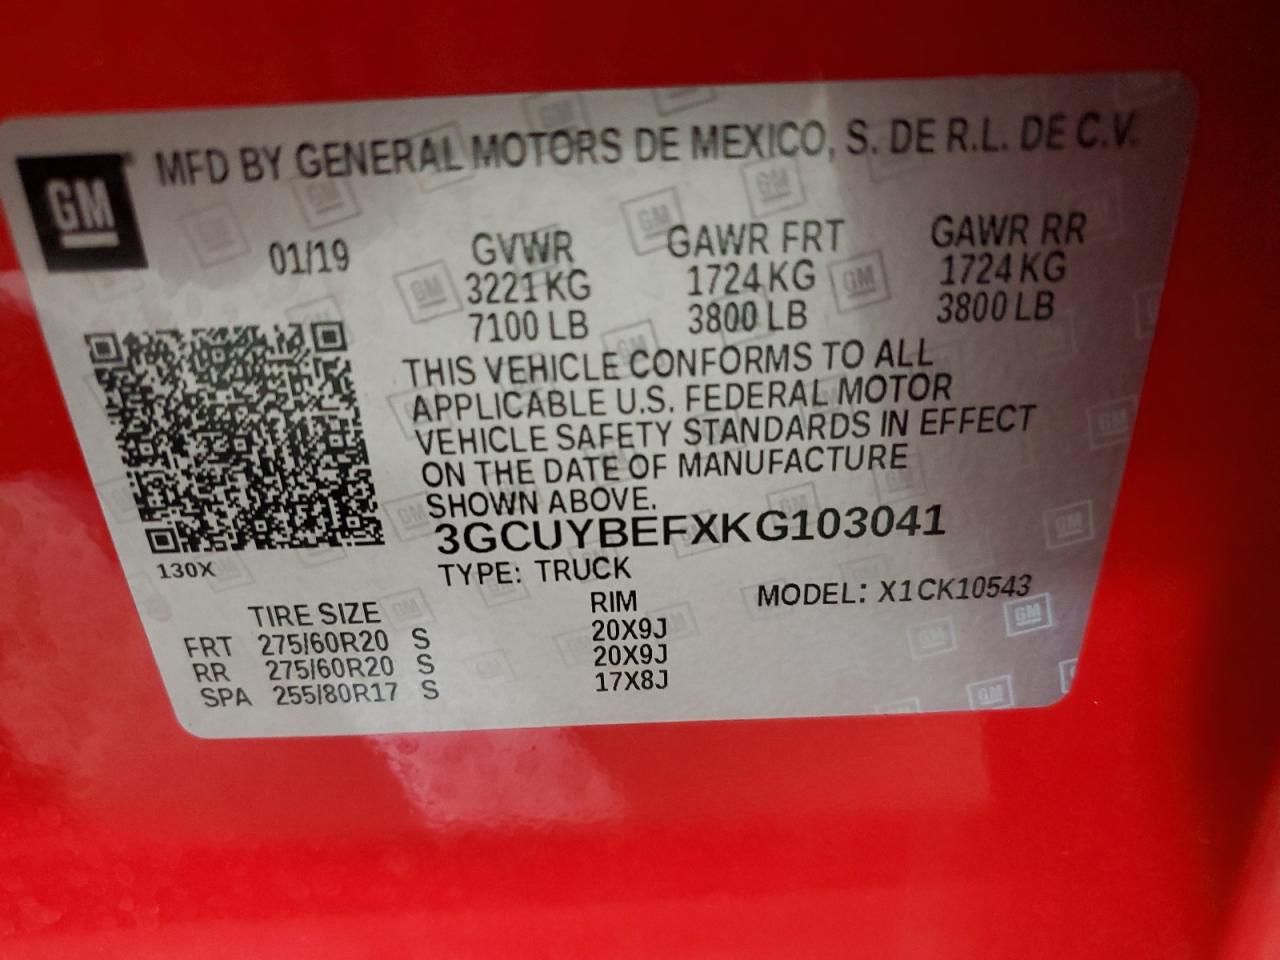 GM
MFD BY GENERAL MOTORS DE MEXICO, S. DE R.L. DE C.V.
01/19 GVWR GAWR FRT GAWR RR
3221 KG 1724 KG 1724 KG
7100 LB 3800 LB 3800 LB
THIS VEHICLE CONFORMS TO ALL
APPLICABLE U.S. FEDERAL MOTOR
VEHICLE SAFETY STANDARDS IN EFFECT
ON THE DATE OF MANUFACTURE
SHOWN ABOVE.
3GCUYBEFXKG103041
130X
TYPE: TRUCK
MODEL: X1CK10543
TIRE SIZE RIM
FRT 275/60R20 S 20X9J
RR 275/60R20 S 20X9J
SPA 255/80R17 S 17X8J